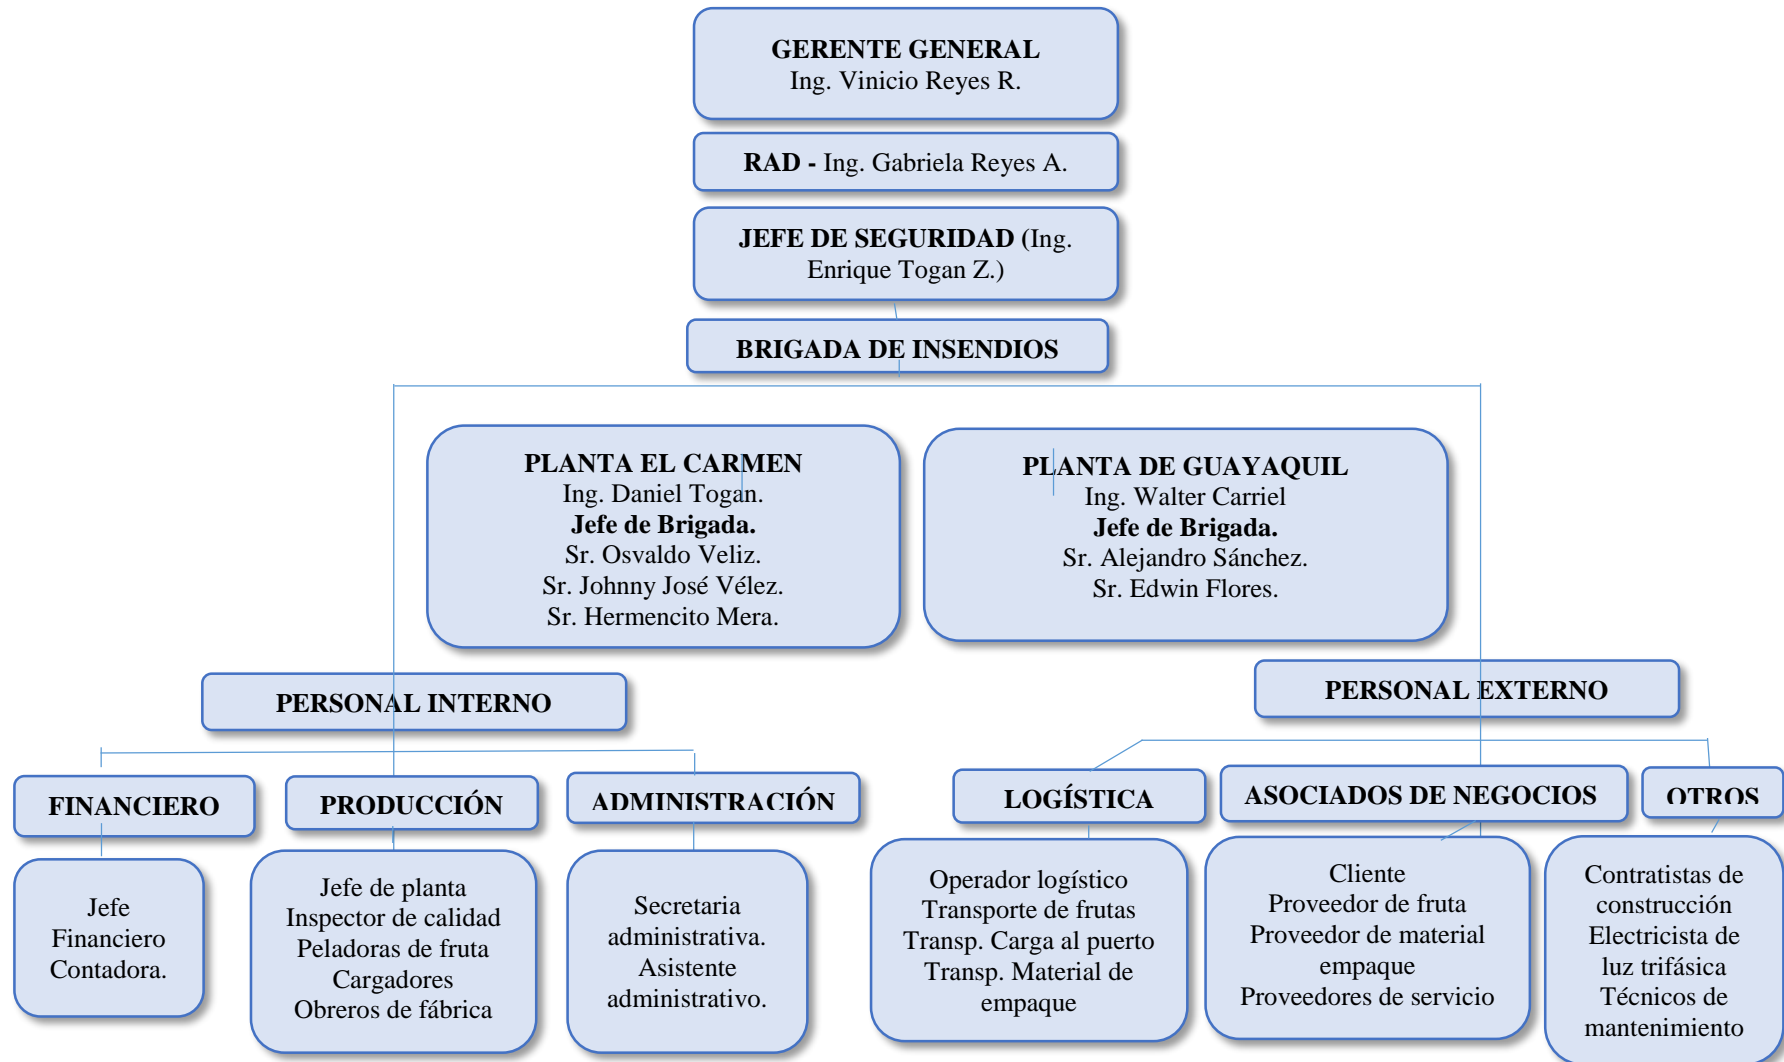 GERENTE GENERAL
Ing. Vinicio Reyes R.
RAD - Ing. Gabriela Reyes A.
JEFE DE SEGURIDAD (Ing.
Enrique Togan Z.)
BRIGADA DE INSENDIOS
PLANTA EL CARMEN
Ing. Daniel Togan.
Jefe de Brigada.
Sr. Osvaldo Veliz.
Sr. Johnny José Vélez.
Sr. Hermencito Mera.
PLANTA DE GUAYAQUIL
Ing. Walter Carriel
Jefe de Brigada.
Sr. Alejandro Sánchez.
Sr. Edwin Flores.
PERSONAL INTERNO
PERSONAL EXTERNO
FINANCIERO
PRODUCCIÓN
ADMINISTRACIÓN
LOGÍSTICA
ASOCIADOS DE NEGOCIOS
OTROS
Jefe
Financiero
Contadora.
Jefe de planta
Inspector de calidad
Peladoras de fruta
Cargadores
Obreros de fábrica
Secretaria
administrativa.
Asistente
administrativo.
Operador logístico
Transporte de frutas
Transp. Carga al puerto
Transp. Material de
empaque
Cliente
Proveedor de fruta
Proveedor de material
empaque
Proveedores de servicio
Contratistas de
construcción
Electricista de
luz trifásica
Técnicos de
mantenimiento